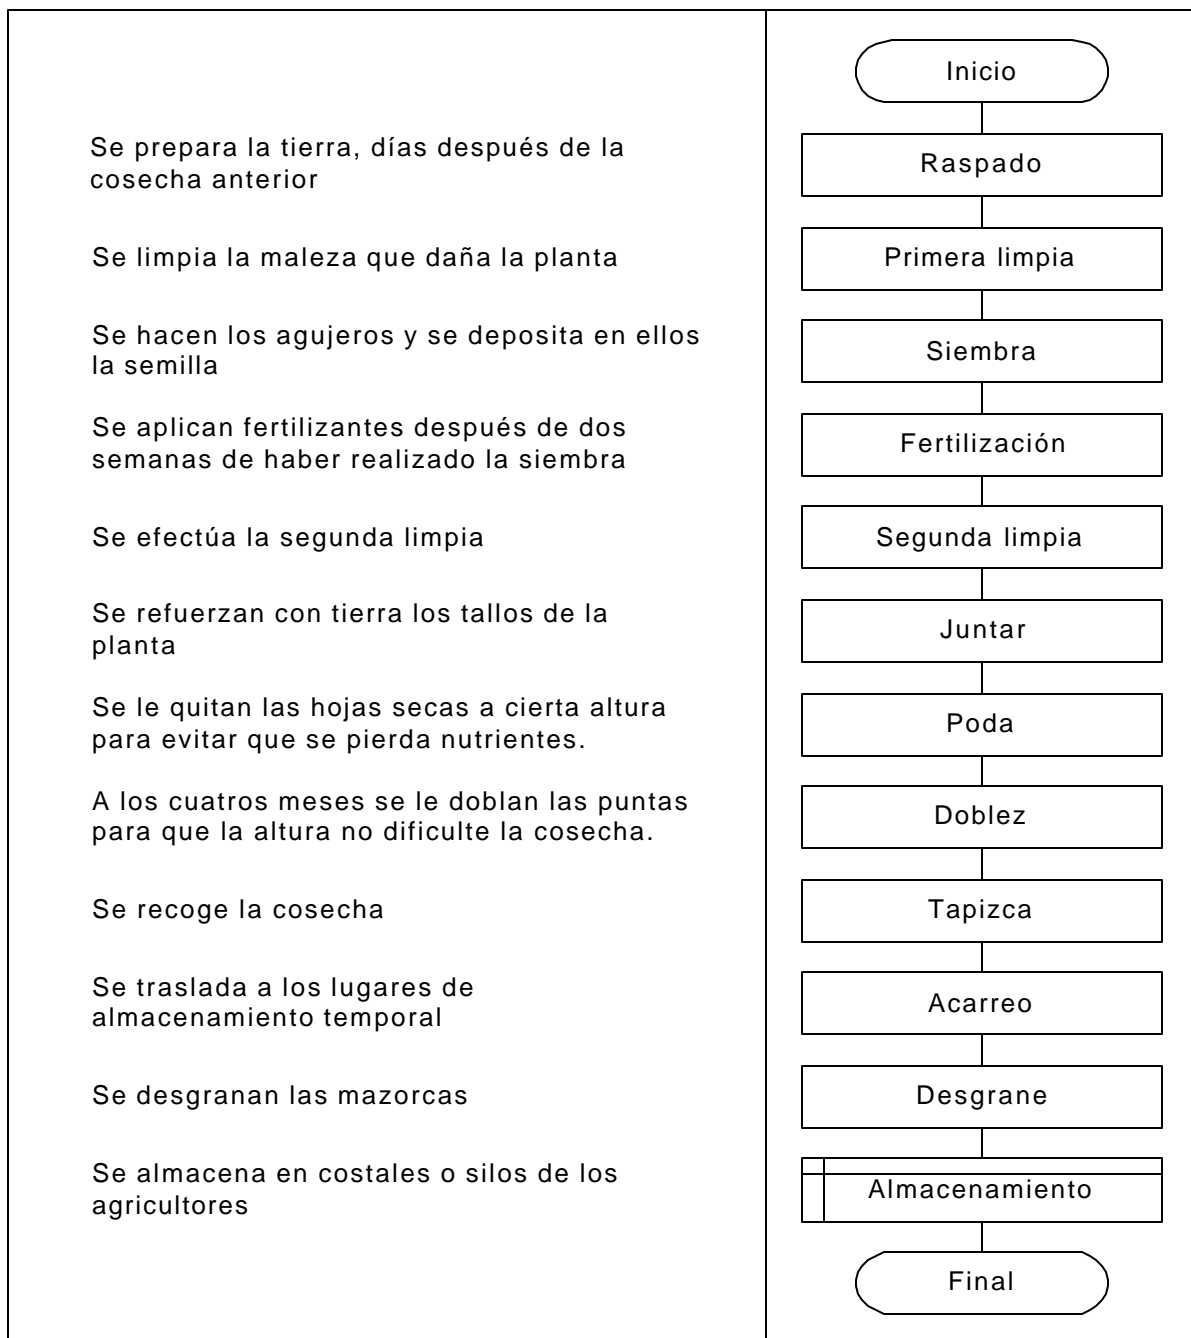 Inicio
Se prepara la tierra, días después de la
cosecha anterior
Raspado
Se limpia la maleza que daña la planta
Primera limpia
Se hacen los agujeros y se deposita en ellos
la semilla
Siembra
Se aplican fertilizantes después de dos
semanas de haber realizado la siembra
Fertilización
Se efectúa la segunda limpia
Segunda limpia
Se refuerzan con tierra los tallos de la
planta
Juntar
Se le quitan las hojas secas a cierta altura
para evitar que se pierda nutrientes.
Poda
A los cuatros meses se le doblan las puntas
para que la altura no dificulte la cosecha.
Doblez
Se recoge la cosecha
Tapizca
Se traslada a los lugares de
almacenamiento temporal
Acarreo
Se desgranan las mazorcas
Desgrane
Se almacena en costales o silos de los
agricultores
Almacenamiento
Final